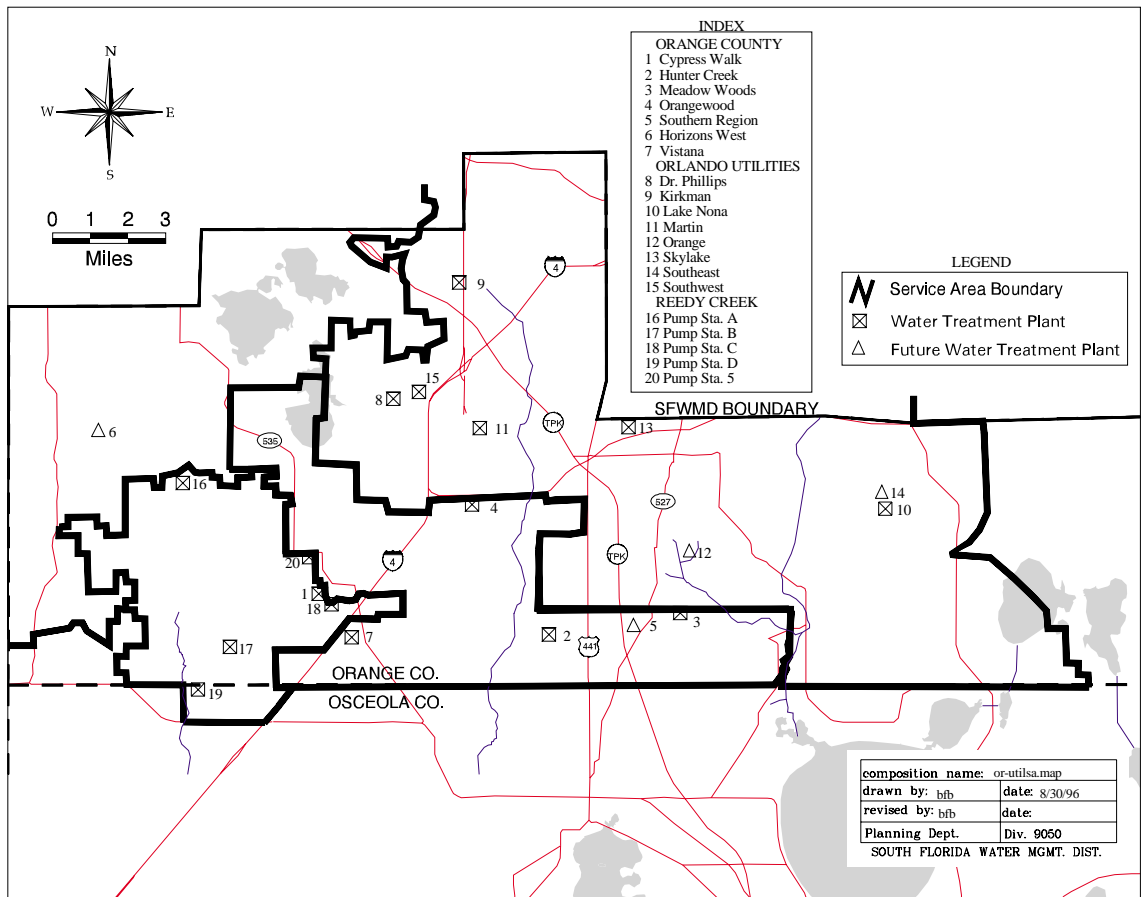 INDEX
ORANGE COUNTY
1 Cypress Walk
2 Hunter Creek
3 Meadow Woods
4 Orangewood
5 Southern Region
6 Horizons West
7 Vistana
ORLANDO UTILITIES
8 Dr. Phillips
9 Kirkman
10 Lake Nona
11 Martin
12 Orange
13 Skylake
14 Southeast
15 Southwest
REEDY CREEK
16 Pump Sta. A
17 Pump Sta. B
18 Pump Sta. C
19 Pump Sta. D
20 Pump Sta. 5
N
W E
S
0 1 2 3
Miles
LEGEND
Service Area Boundary
Water Treatment Plant
Future Water Treatment Plant
SFWMD BOUNDARY
9
4
15
8
TPK
13
11
6
535
16
14
527
4
10
12
TPK
20
4
1
18
5
3
7
2
441
17
ORANGE CO.
19
OSCEOLA CO.
composition name: or-utilsa.map
drawn by: bfb date: 8/30/96
revised by: bfb date:
Planning Dept. Div. 9050
SOUTH FLORIDA WATER MGMT. DIST.